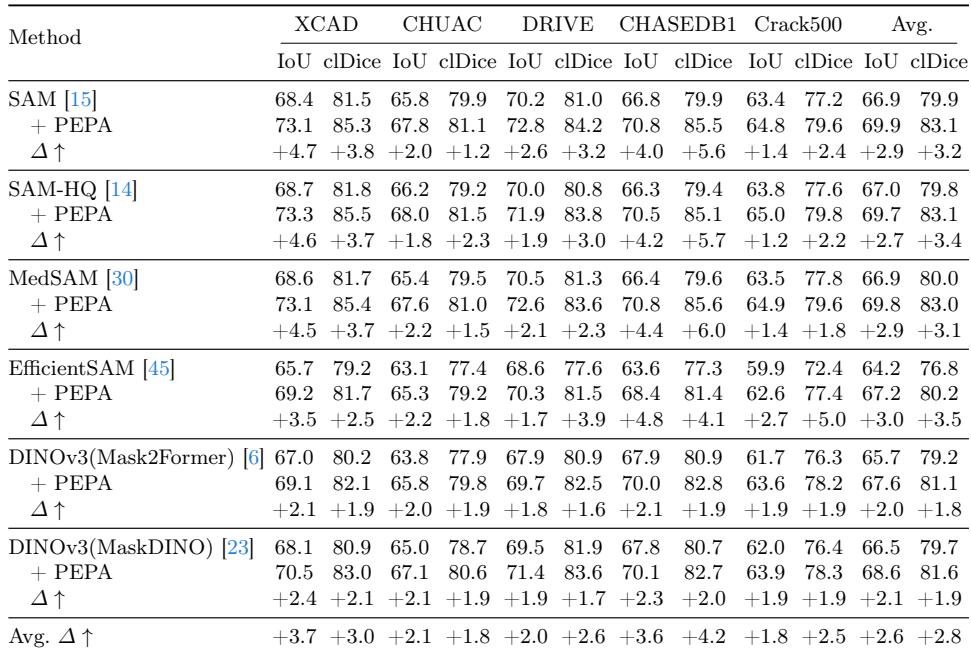 Method XCAD CHUAC DRIVE CHASEDB1 Crack500 Avg.
IoU clDice IoU clDice IoU clDice IoU clDice IoU clDice IoU clDice
SAM [15] 68.4 81.5 65.8 79.9 70.2 81.0 66.8 79.9 63.4 77.2 66.9 79.9
+ PEPA 73.1 85.3 67.8 81.1 72.8 84.2 70.8 85.5 64.8 79.6 69.9 83.1
Δ ↑ +4.7 +3.8 +2.0 +1.2 +2.6 +3.2 +4.0 +5.6 +1.4 +2.4 +2.9 +3.2
SAM-HQ [14] 68.7 81.8 66.2 79.2 70.0 80.8 66.3 79.4 63.8 77.6 67.0 79.8
+ PEPA 73.3 85.5 68.0 81.5 71.9 83.8 70.5 85.1 65.0 79.8 69.7 83.1
Δ ↑ +4.6 +3.7 +1.8 +2.3 +1.9 +3.0 +4.2 +5.7 +1.2 +2.2 +2.7 +3.4
MedSAM [30] 68.6 81.7 65.4 79.5 70.5 81.3 66.4 79.6 63.5 77.8 66.9 80.0
+ PEPA 73.1 85.4 67.6 81.0 72.6 83.6 70.8 85.6 64.9 79.6 69.8 83.0
Δ ↑ +4.5 +3.7 +2.2 +1.5 +2.1 +2.3 +4.4 +6.0 +1.4 +1.8 +2.9 +3.1
EfficientSAM [45] 65.7 79.2 63.1 77.4 68.6 77.6 63.6 77.3 59.9 72.4 64.2 76.8
+ PEPA 69.2 81.7 65.3 79.2 70.3 81.5 68.4 81.4 62.6 77.4 67.2 80.2
Δ ↑ +3.5 +2.5 +2.2 +1.8 +1.7 +3.9 +4.8 +4.1 +2.7 +5.0 +3.0 +3.5
DINOv3(Mask2Former) [6] 67.0 80.2 63.8 77.9 67.9 80.9 67.9 80.9 61.7 76.3 65.7 79.2
+ PEPA 69.1 82.1 65.8 79.8 69.7 82.5 70.0 82.8 63.6 78.2 67.6 81.1
Δ ↑ +2.1 +1.9 +2.0 +1.9 +1.8 +1.6 +2.1 +1.9 +1.9 +1.9 +2.0 +1.8
DINOv3(MaskDINO) [23] 68.1 80.9 65.0 78.7 69.5 81.9 67.8 80.7 62.0 76.4 66.5 79.7
+ PEPA 70.5 83.0 67.1 80.6 71.4 83.6 70.1 82.7 63.9 78.3 68.6 81.6
Δ ↑ +2.4 +2.1 +2.1 +1.9 +1.9 +1.7 +2.3 +2.0 +1.9 +1.9 +2.1 +1.9
Avg. Δ ↑ +3.7 +3.0 +2.1 +1.8 +2.0 +2.6 +3.6 +4.2 +1.8 +2.5 +2.6 +2.8